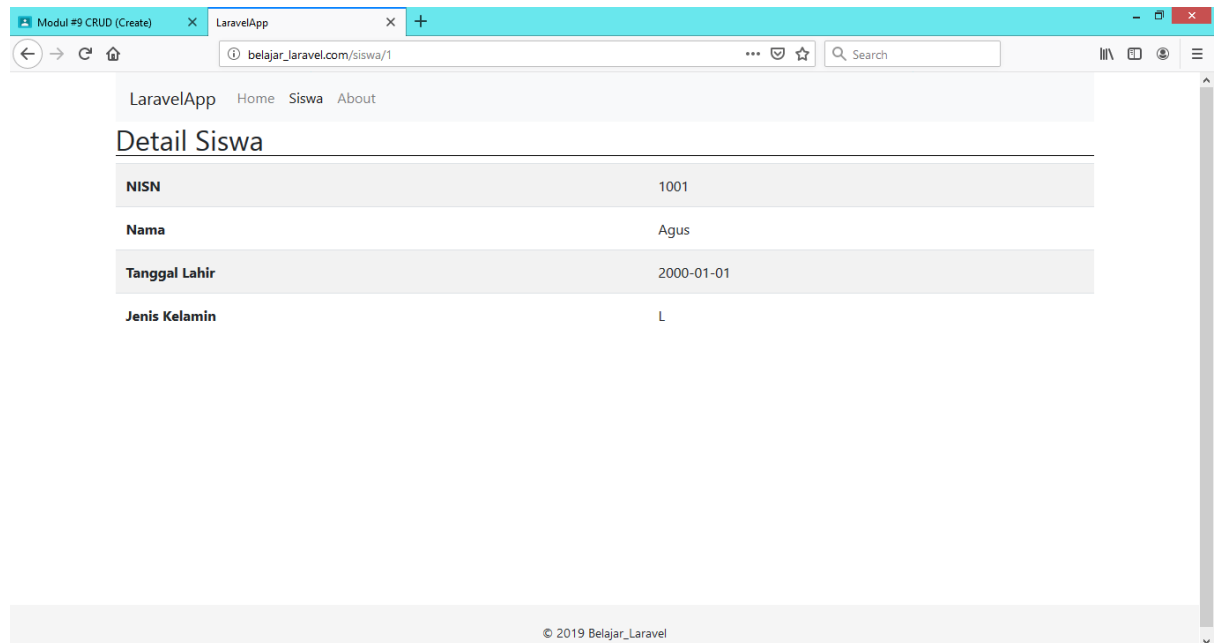 Modul #9 CRUD (Create)
LaravelApp
belajar_laravel.com/siswa/1
Search
LaravelApp Home Siswa About
Detail Siswa
NISN 1001
Nama Agus
Tanggal Lahir 2000-01-01
Jenis Kelamin L
© 2019 Belajar_Laravel